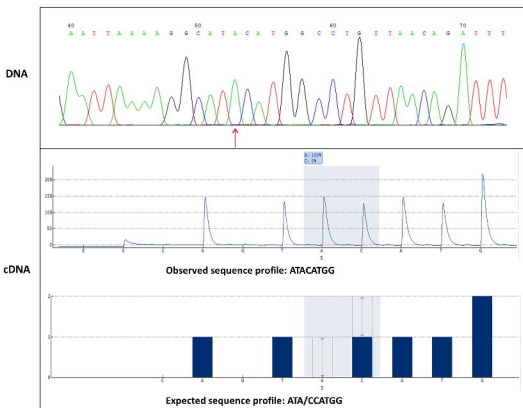 40 50 60 70
A A T T A A A A G G C A T A C A T G G C C T G T T A A C A G A T T T
DNA
A: 100%
C: 0%
200
150
100
50
0
E S C A G T A C A T G
5
cDNA
Observed sequence profile: ATACATGG
2
1
0
C A G T A C A T G
5
Expected sequence profile: ATA/CCATGG